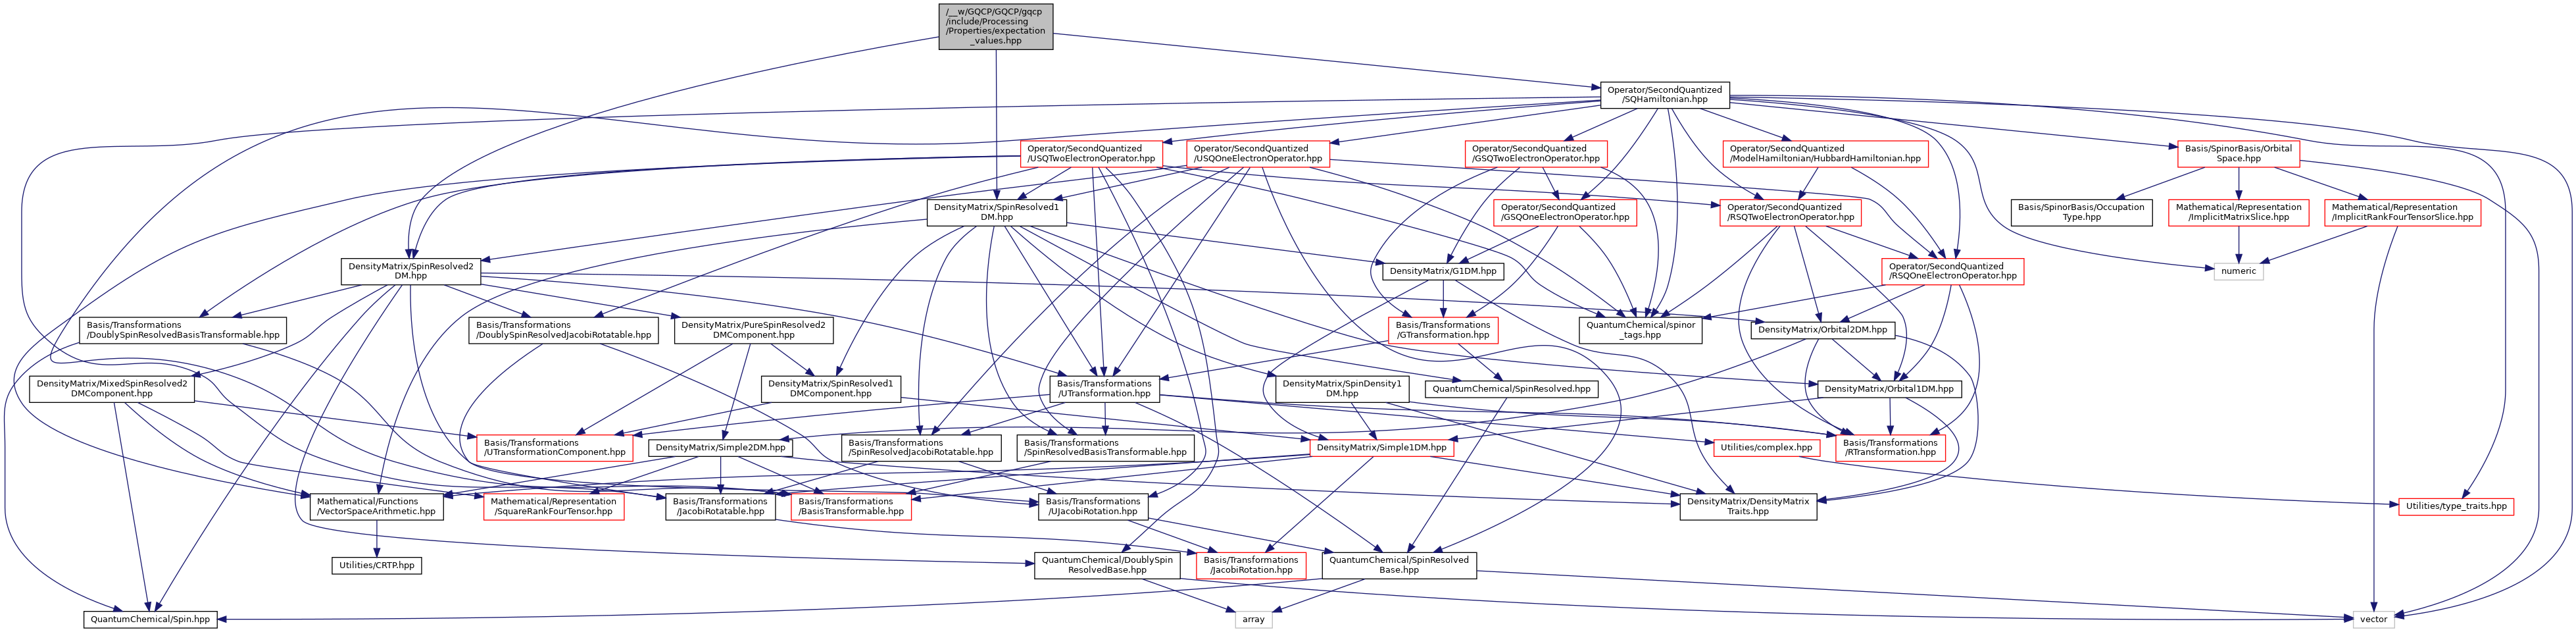 /__w/GQCP/GQCP/gqcp
/include/Processing
/Properties/expectation
_values.hpp
Operator/SecondQuantized
/SQHamiltonian.hpp
Operator/SecondQuantized
/USQTwoElectronOperator.hpp
Operator/SecondQuantized
/USQOneElectronOperator.hpp
Operator/SecondQuantized
/GSQTwoElectronOperator.hpp
Operator/SecondQuantized
/ModelHamiltonian/HubbardHamiltonian.hpp
Basis/SpinorBasis/Orbital
Space.hpp
DensityMatrix/SpinResolved1
DM.hpp
Operator/SecondQuantized
/GSQOneElectronOperator.hpp
Operator/SecondQuantized
/RSQTwoElectronOperator.hpp
Basis/SpinorBasis/Occupation
Type.hpp
Mathematical/Representation
/ImplicitMatrixSlice.hpp
Mathematical/Representation
/ImplicitRankFourTensorSlice.hpp
DensityMatrix/SpinResolved2
DM.hpp
DensityMatrix/G1DM.hpp
Operator/SecondQuantized
/RSQOneElectronOperator.hpp
numeric
Basis/Transformations
/DoublySpinResolvedBasisTransformable.hpp
Basis/Transformations
/DoublySpinResolvedJacobiRotatable.hpp
DensityMatrix/PureSpinResolved2
DMComponent.hpp
Basis/Transformations
/GTransformation.hpp
QuantumChemical/spinor
_tags.hpp
DensityMatrix/Orbital2DM.hpp
DensityMatrix/MixedSpinResolved2
DMComponent.hpp
DensityMatrix/SpinResolved1
DMComponent.hpp
Basis/Transformations
/UTransformation.hpp
DensityMatrix/SpinDensity1
DM.hpp
QuantumChemical/SpinResolved.hpp
DensityMatrix/Orbital1DM.hpp
Basis/Transformations
/UTransformationComponent.hpp
DensityMatrix/Simple2DM.hpp
Basis/Transformations
/SpinResolvedJacobiRotatable.hpp
Basis/Transformations
/SpinResolvedBasisTransformable.hpp
DensityMatrix/Simple1DM.hpp
Utilities/complex.hpp
Basis/Transformations
/RTransformation.hpp
Mathematical/Functions
/VectorSpaceArithmetic.hpp
Mathematical/Representation
/SquareRankFourTensor.hpp
Basis/Transformations
/JacobiRotatable.hpp
Basis/Transformations
/BasisTransformable.hpp
Basis/Transformations
/UJacobiRotation.hpp
DensityMatrix/DensityMatrix
Traits.hpp
Utilities/type_traits.hpp
Utilities/CRTP.hpp
QuantumChemical/DoublySpin
ResolvedBase.hpp
Basis/Transformations
/JacobiRotation.hpp
QuantumChemical/SpinResolved
Base.hpp
QuantumChemical/Spin.hpp
array
vector